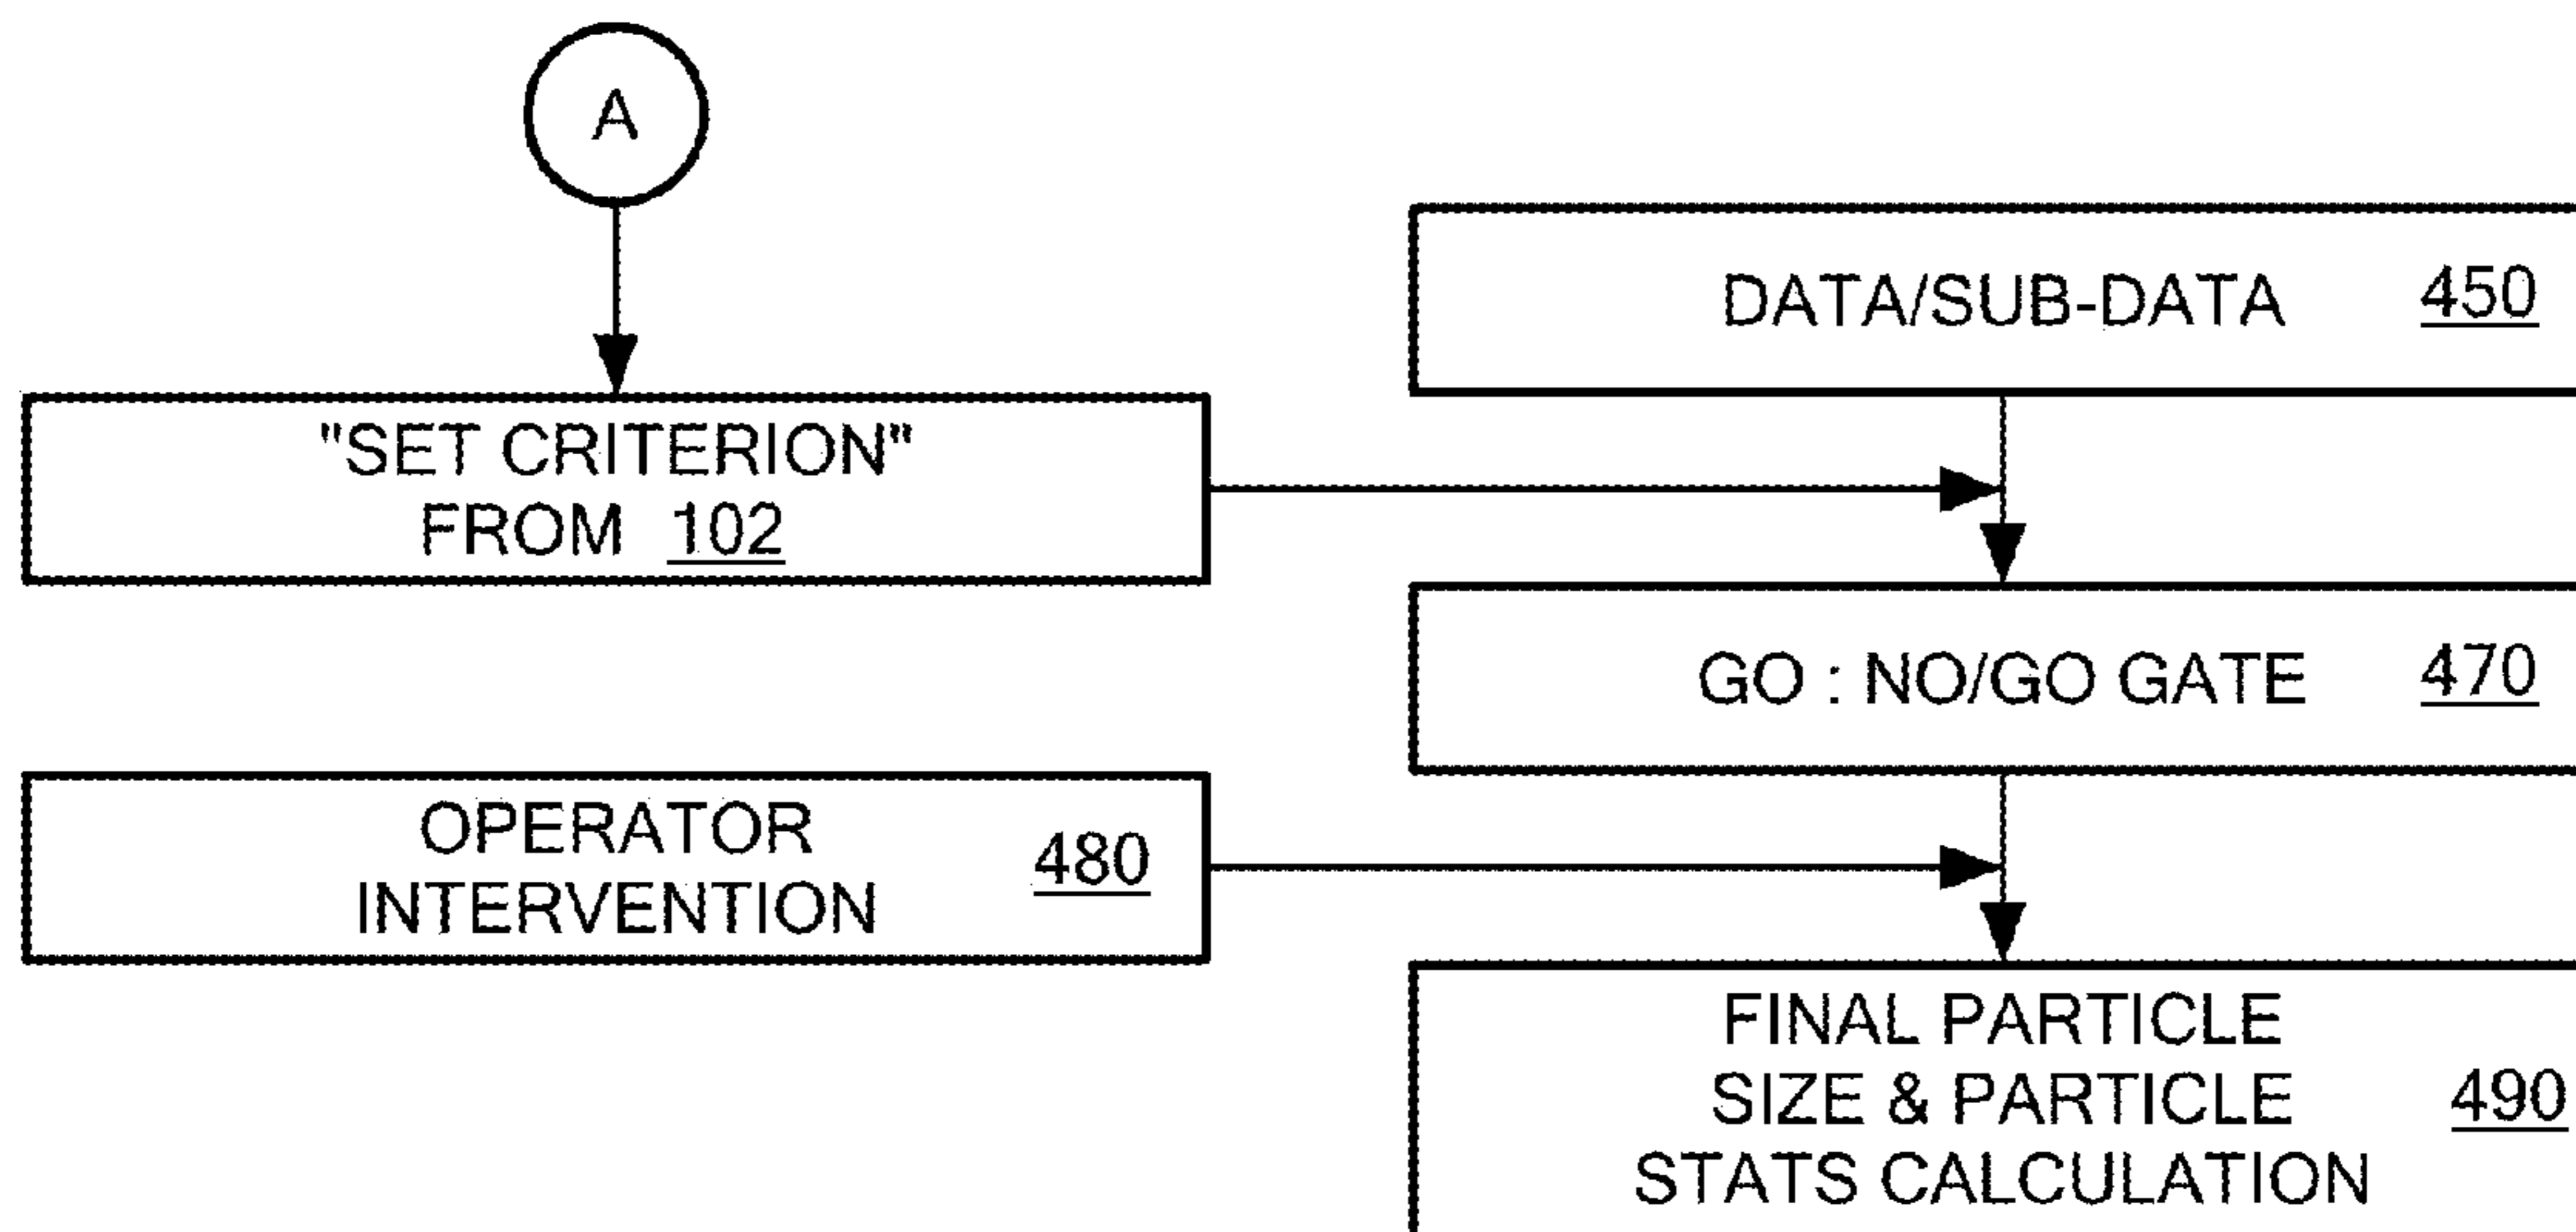 A
DATA/SUB-DATA 450
"SET CRITERION"
FROM 102
GO : NO/GO GATE 470
OPERATOR
INTERVENTION 480
FINAL PARTICLE
SIZE & PARTICLE 490
STATS CALCULATION